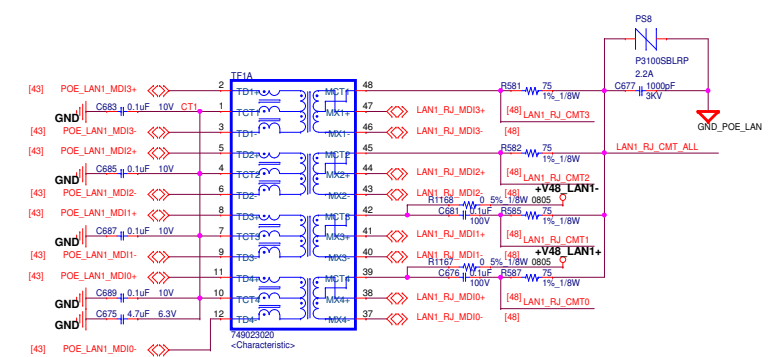 PS8
P3100SBLRP
2.2A
C677 1000pF
3KV
GND_POE_LAN
LAN1_RJ_CMT_ALL
TF1A
[43] POE_LAN1_MDI3+ 2 TD1+ MCT1 48 R581 75
1%_1/8W
GND C683 0.1uF 10V CT1 1 TCT1 MX1+ 47 LAN1_RJ_MDI3+ [48] LAN1_RJ_CMT3
[43] POE_LAN1_MDI3- 3 TD1- MX1- 46 LAN1_RJ_MDI3- [48]
[43] POE_LAN1_MDI2+ 5 TD2+ MCT2 45 R582 75
1%_1/8W
GND C685 0.1uF 10V 4 TCT2 MX2+ 44 LAN1_RJ_MDI2+ [48] LAN1_RJ_CMT2
[43] POE_LAN1_MDI2- 6 TD2- MX2- 43 LAN1_RJ_MDI2- [48]
+V48_LAN1-
R1168 0 5%_1/8W 0805
[43] POE_LAN1_MDI1+ 8 TD3+ MCT3 42 C681 0.1uF R585 75
100V 1%_1/8W
GND C687 0.1uF 10V 7 TCT3 MX3+ 41 LAN1_RJ_MDI1+ [48] LAN1_RJ_CMT1
+V48_LAN1+
[43] POE_LAN1_MDI1- 9 TD3- MX3- 40 LAN1_RJ_MDI1- [48]
R1167 0 5%_1/8W 0805
[43] POE_LAN1_MDI0+ 11 TD4+ MCT4 39 C676 0.1uF R587 75
100V 1%_1/8W
GND C689 0.1uF 10V 10 TCT4 MX4+ 38 LAN1_RJ_MDI0+ [48] LAN1_RJ_CMT0
GND C675 4.7uF 6.3V 12 TD4- MX4- 37 LAN1_RJ_MDI0- [48]
749023020
<Characteristic>
[43] POE_LAN1_MDI0-